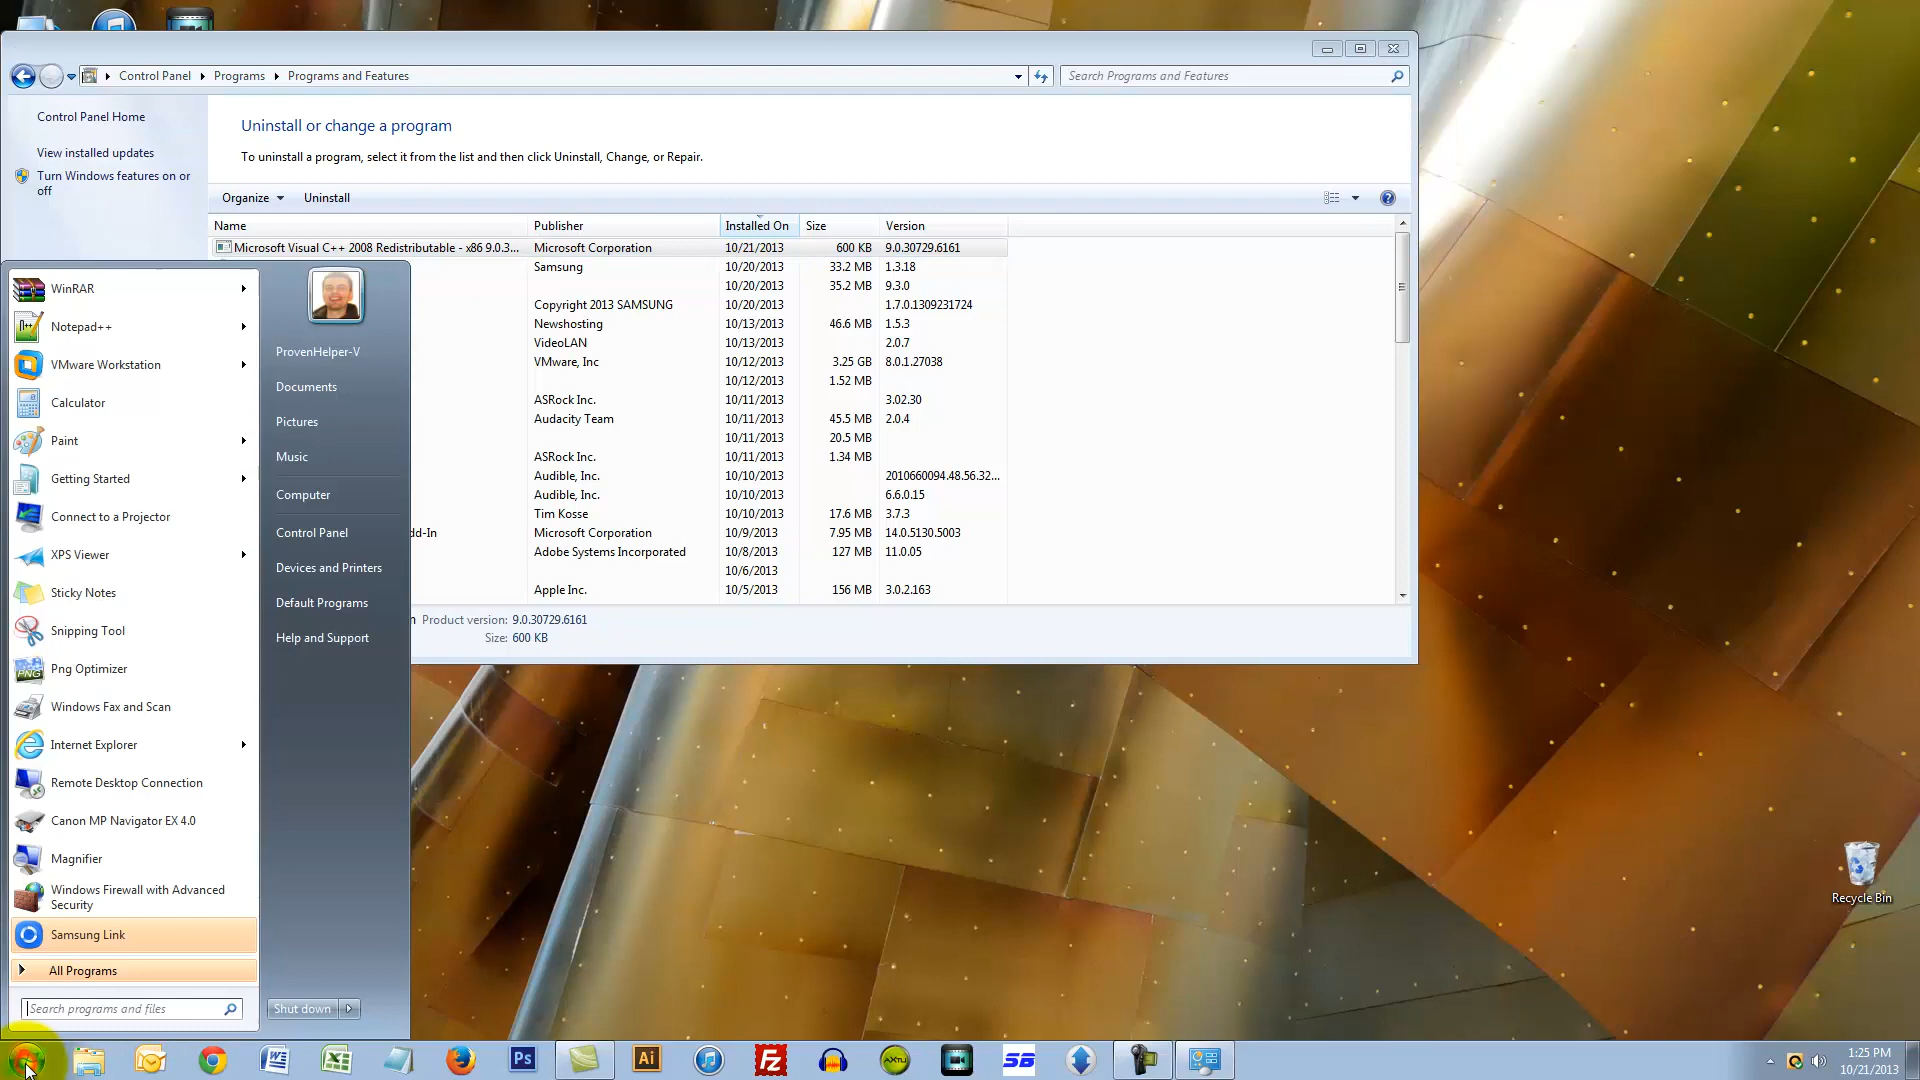 Control Panel Programs Programs and Features
Search Programs and Features
Control Panel Home
View installed updates
Turn Windows features on or
off
Uninstall or change a program
To uninstall a program, select it from the list and then click Uninstall, Change, or Repair.
Organize Uninstall
Name Publisher Installed On Size Version
Microsoft Visual C++ 2008 Redistributable - x86 9.0.3... Microsoft Corporation 10/21/2013 600 KB 9.0.30729.6161
Samsung 10/20/2013 33.2 MB 1.3.18
10/20/2013 35.2 MB 9.3.0
Copyright 2013 SAMSUNG 10/20/2013 1.7.0.1309231724
Newshosting 10/13/2013 46.6 MB 1.5.3
VideoLAN 10/13/2013 2.0.7
VMware, Inc 10/12/2013 3.25 GB 8.0.1.27038
10/12/2013 1.52 MB
ASRock Inc. 10/11/2013 3.02.30
Audacity Team 10/11/2013 45.5 MB 2.0.4
10/11/2013 20.5 MB
ASRock Inc. 10/11/2013 1.34 MB
Audible, Inc. 10/10/2013 2010660094.48.56.32...
Audible, Inc. 10/10/2013 6.6.0.15
Tim Kosse 10/10/2013 17.6 MB 3.7.3
dd-In Microsoft Corporation 10/9/2013 7.95 MB 14.0.5130.5003
Adobe Systems Incorporated 10/8/2013 127 MB 11.0.05
10/6/2013
Apple Inc. 10/5/2013 156 MB 3.0.2.163
n Product version: 9.0.30729.6161
Size: 600 KB
WinRAR
Notepad++
VMware Workstation
Calculator
Paint
Getting Started
Connect to a Projector
XPS Viewer
Sticky Notes
Snipping Tool
Png Optimizer
Windows Fax and Scan
Internet Explorer
Remote Desktop Connection
Canon MP Navigator EX 4.0
Magnifier
Windows Firewall with Advanced
Security
Samsung Link
All Programs
Search programs and files
ProvenHelper-V
Documents
Pictures
Music
Computer
Control Panel
Devices and Printers
Default Programs
Help and Support
Shut down
Recycle Bin
Ps
Ai
Fz
AXTU
SB
1:25 PM
10/21/2013